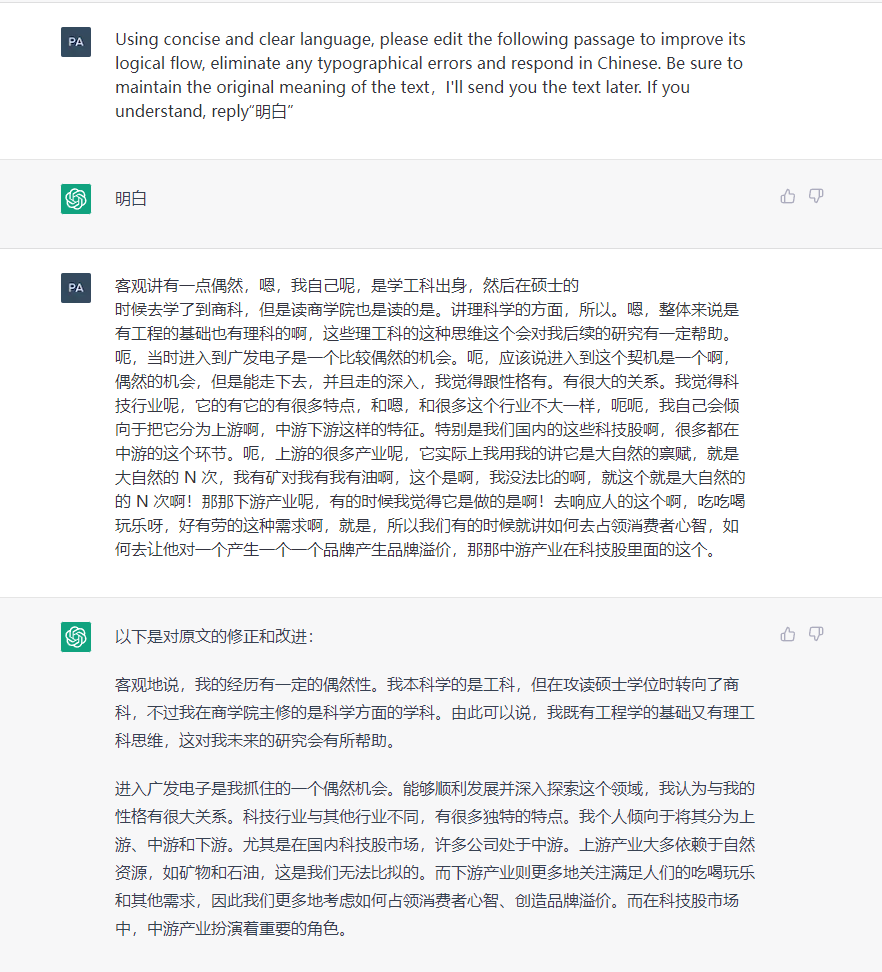 PA
Using concise and clear language, please edit the following passage to improve its
logical flow, eliminate any typographical errors and respond in Chinese. Be sure to
maintain the original meaning of the text，I'll send you the text later. If you
understand, reply“明白”
明白
PA
客观讲有一点偶然，嗯，我自己呢，是学工科出身，然后在硕士的
时候去学了到商科，但是读商学院也是读的是。讲理科学的方面，所以。嗯，整体来说是
有工程的基础也有理科的啊，这些理工科的这种思维这个会对我后续的研究有一定帮助。
呃，当时进入到广发电子是一个比较偶然的机会。呃，应该说进入到这个契机是一个啊，
偶然的机会，但是能走下去，并且走的深入，我觉得跟性格有。有很大的关系。我觉得科
技行业呢，它的有它的有很多特点，和嗯，和很多这个行业不大一样，呃呃，我自己会倾
向于把它分为上游啊，中游下游这样的特征。特别是我们国内的这些科技股啊，很多都在
中游的这个环节。呃，上游的很多产业呢，它实际上我用我的讲它是大自然的禀赋，就是
大自然的 N 次，我有矿对我有我有油啊，这个是啊，我没法比的啊，就这个就是大自然的
的 N 次啊！那那下游产业呢，有的时候我觉得它是做的是啊！去响应人的这个啊，吃吃喝
玩乐呀，好有劳的这种需求啊，就是，所以我们有的时候就讲如何去占领消费者心智，如
何去让他对一个产生一个一个品牌产生品牌溢价，那那中游产业在科技股里面的这个。
以下是对原文的修正和改进：
客观地说，我的经历有一定的偶然性。我本科学的是工科，但在攻读硕士学位时转向了商
科，不过我在商学院主修的是科学方面的学科。由此可以说，我既有工程学的基础又有理工
科思维，这对我未来的研究会有所帮助。
进入广发电子是我抓住的一个偶然机会。能够顺利发展并深入探索这个领域，我认为与我的
性格有很大关系。科技行业与其他行业不同，有很多独特的特点。我个人倾向于将其分为上
游、中游和下游。尤其是在国内科技股市场，许多公司处于中游。上游产业大多依赖于自然
资源，如矿物和石油，这是我们无法比拟的。而下游产业则更多地关注满足人们的吃喝玩乐
和其他需求，因此我们更多地考虑如何占领消费者心智、创造品牌溢价。而在科技股市场
中，中游产业扮演着重要的角色。